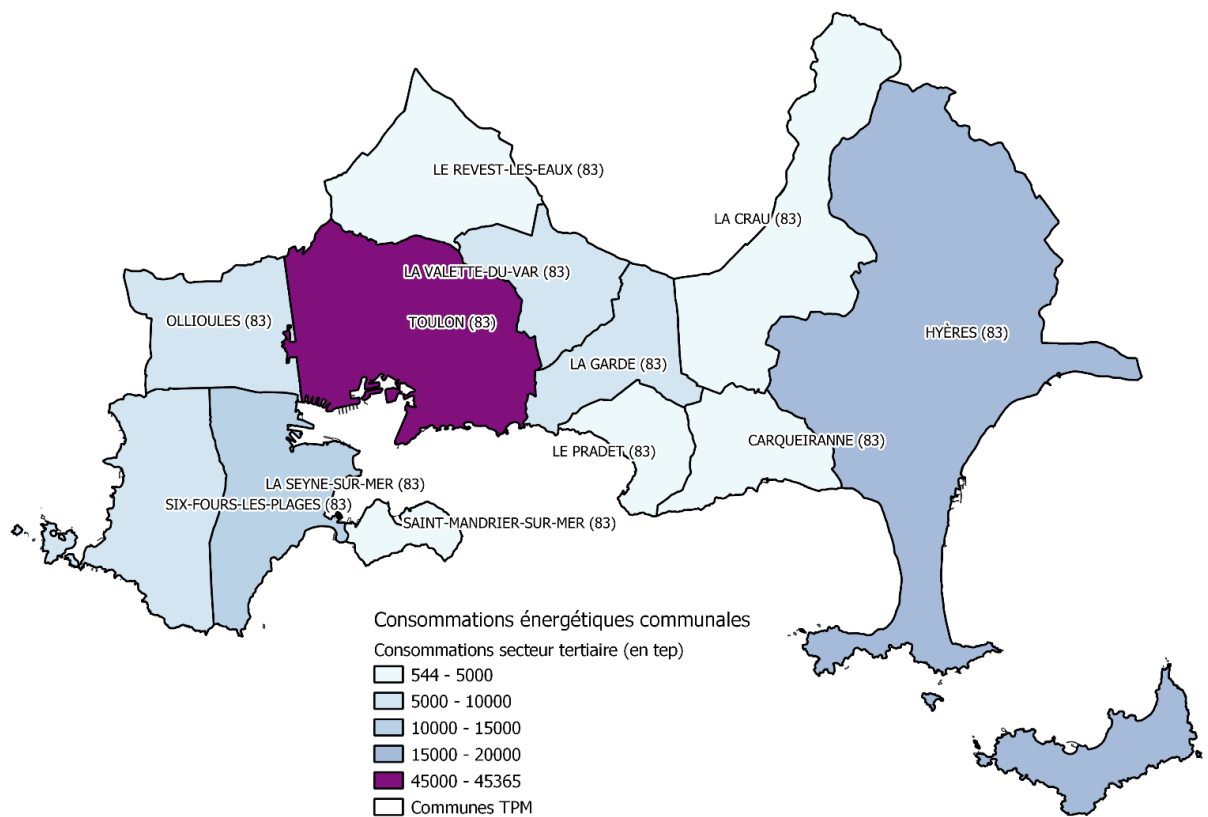 LE REVEST-LES-EAUX (83)
LA CRAU (83)
LA VALETTE-DU-VAR (83)
OLLIOULES (83)
TOULON (83)
HYÈRES (83)
LA GARDE (83)
CARQUEIRANNE (83)
LE PRADET (83)
LA SEYNE-SUR-MER (83)
SIX-FOURS-LES-PLAGES (83)
SAINT-MANDRIER-SUR-MER (83)
Consommations énergétiques communales
Consommations secteur tertiaire (en tep)
544 - 5000
5000 - 10000
10000 - 15000
15000 - 20000
45000 - 45365
Communes TPM